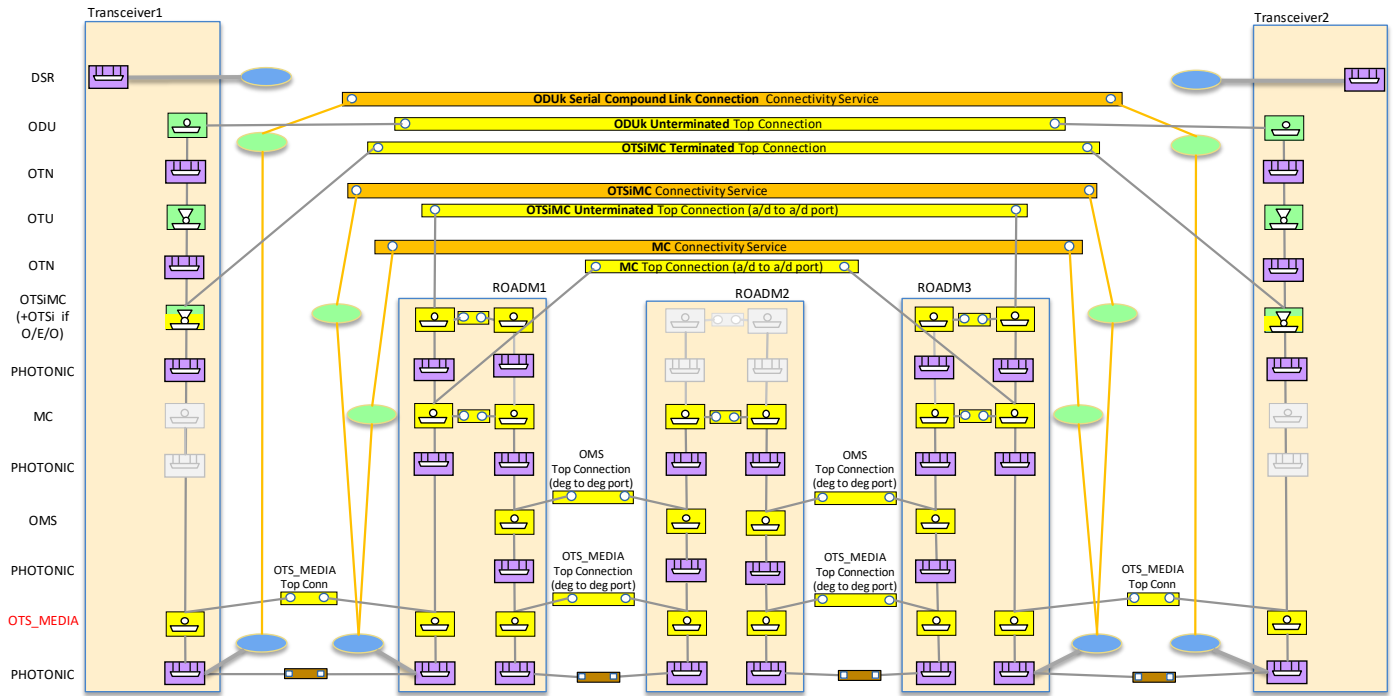 Transceiver1
Transceiver2
DSR
ODUk Serial Compound Link Connection Connectivity Service
ODU
ODUk Unterminated Top Connection
OTSiMC Terminated Top Connection
OTN
OTSiMC Connectivity Service
OTU
OTSiMC Unterminated Top Connection (a/d to a/d port)
MC Connectivity Service
OTN
MC Top Connection (a/d to a/d port)
ROADM1
ROADM2
ROADM3
OTSiMC
(+OTSi if
O/E/O)
PHOTONIC
MC
PHOTONIC
OMS
Top Connection
(deg to deg port)
OMS
Top Connection
(deg to deg port)
OMS
PHOTONIC
OTS_MEDIA
Top Conn
OTS_MEDIA
Top Connection
(deg to deg port)
OTS_MEDIA
Top Connection
(deg to deg port)
OTS_MEDIA
Top Conn
OTS_MEDIA
PHOTONIC